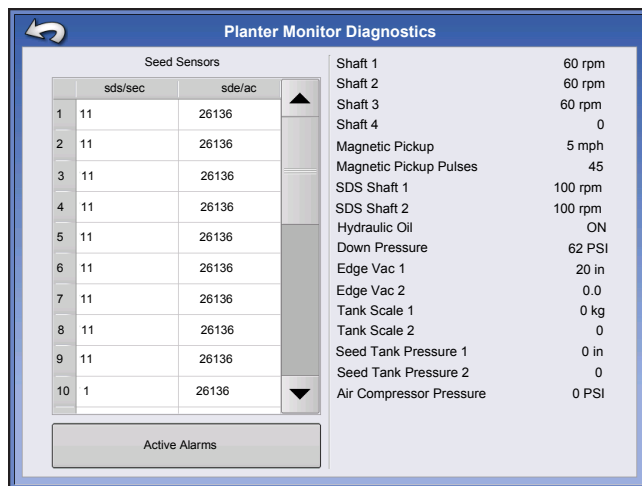 Planter Monitor Diagnostics
Seed Sensors
sds/sec sde/ac
1 11 26136
2 11 26136
3 11 26136
4 11 26136
5 11 26136
6 11 26136
7 11 26136
8 11 26136
9 11 26136
10 1 26136
Active Alarms
Shaft 1 60 rpm
Shaft 2 60 rpm
Shaft 3 60 rpm
Shaft 4 0
Magnetic Pickup 5 mph
Magnetic Pickup Pulses 45
SDS Shaft 1 100 rpm
SDS Shaft 2 100 rpm
Hydraulic Oil ON
Down Pressure 62 PSI
Edge Vac 1 20 in
Edge Vac 2 0.0
Tank Scale 1 0 kg
Tank Scale 2 0
Seed Tank Pressure 1 0 in
Seed Tank Pressure 2 0
Air Compressor Pressure 0 PSI